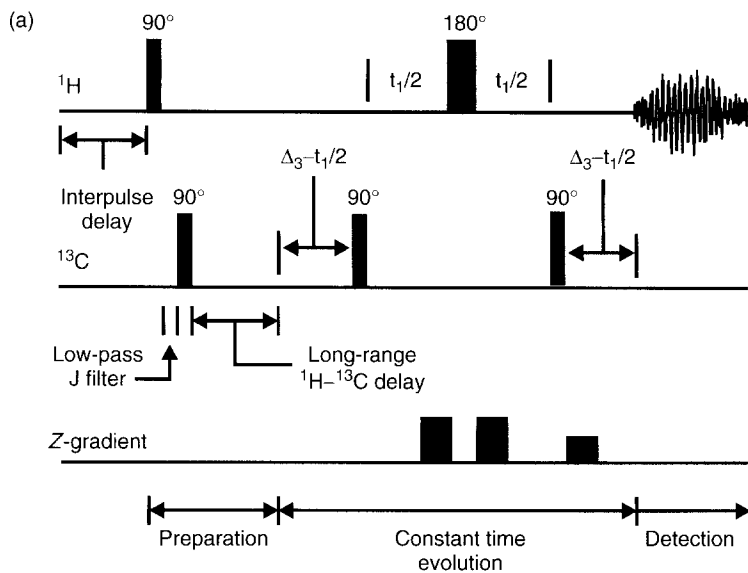 (a)
90°
180°
¹H
t₁/2
t₁/2
Δ₃–t₁/2
Δ₃–t₁/2
Interpulse
delay
90°
90°
90°
¹³C
Low-pass
J filter
Long-range
¹H–¹³C delay
Z-gradient
Preparation
Constant time
evolution
Detection